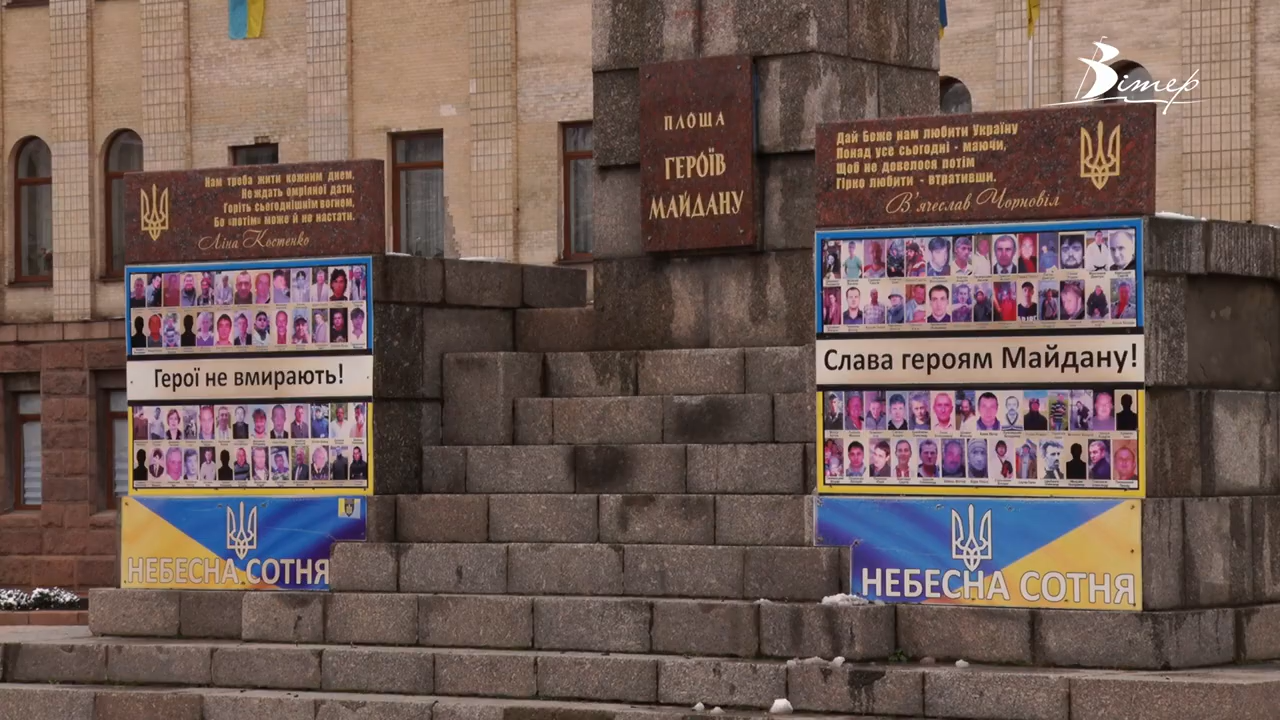 Вітер
ПЛОЩА
ГЕРОЇВ
МАЙДАНУ
Нам треба жити кожним днем,
Не ждать омріяної дати.
Горіть сьогоднішнім вогнем,
Бо «потім» може й не настати.
Ліна Костенко
Герої не вмирають!
НЕБЕСНА СОТНЯ
Дай Боже нам любити Україну
Понад усе сьогодні - маючи,
Щоб не довелося потім
Гірко любити - втративши.
В'ячеслав Чорновіл
Слава героям Майдану!
НЕБЕСНА СОТНЯ